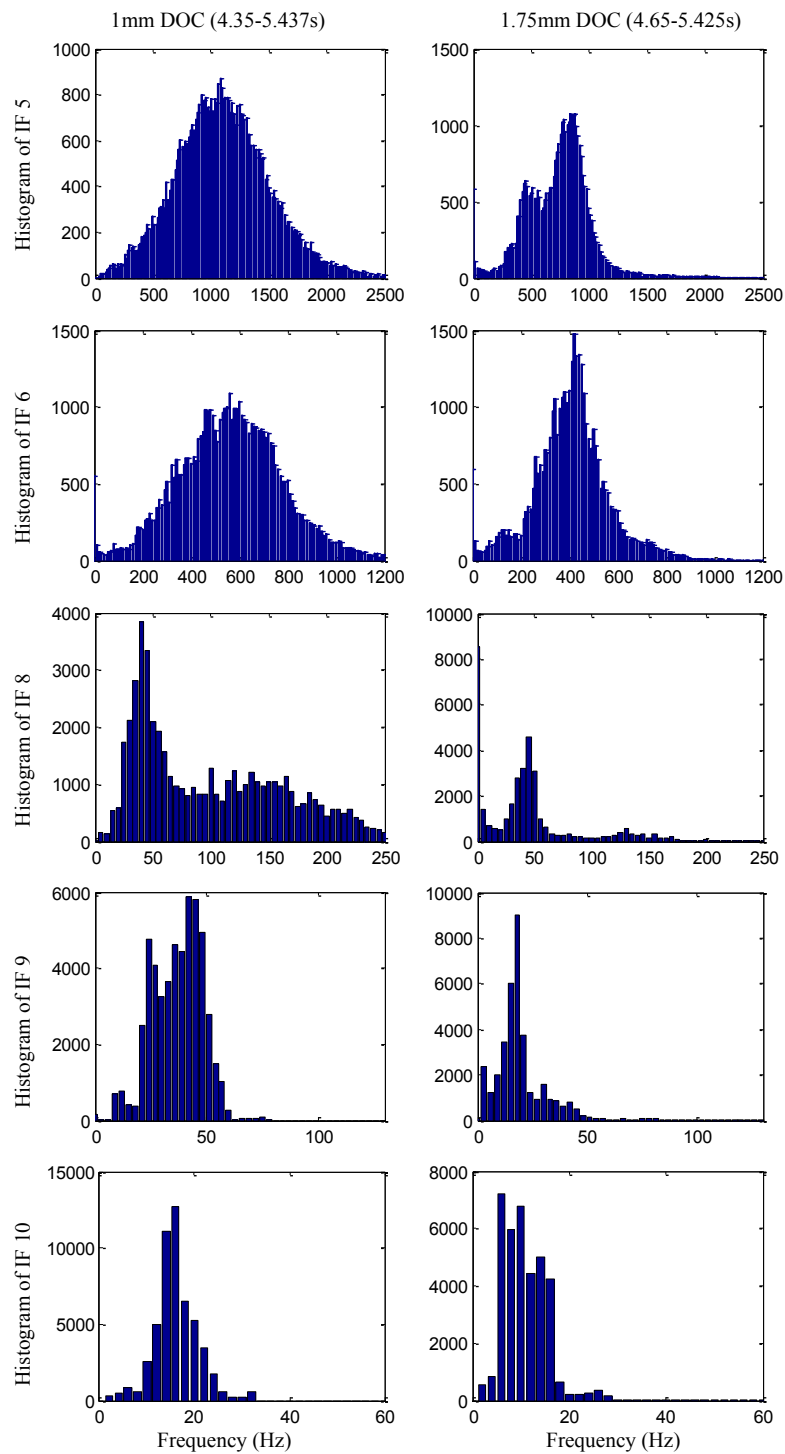 1mm DOC (4.35-5.437s)
1.75mm DOC (4.65-5.425s)
Histogram of IF 5
1000
800
600
400
200
0
0 500 1000 1500 2000 2500
1500
1000
500
0
0 500 1000 1500 2000 2500
Histogram of IF 6
1500
1000
500
0
0 200 400 600 800 1000 1200
1500
1000
500
0
0 200 400 600 800 1000 1200
Histogram of IF 8
4000
3000
2000
1000
0
0 50 100 150 200 250
10000
8000
6000
4000
2000
0
0 50 100 150 200 250
Histogram of IF 9
6000
4000
2000
0
0 50 100
10000
8000
6000
4000
2000
0
0 50 100
Histogram of IF 10
15000
10000
5000
0
0 20 40 60
Frequency (Hz)
8000
6000
4000
2000
0
0 20 40 60
Frequency (Hz)